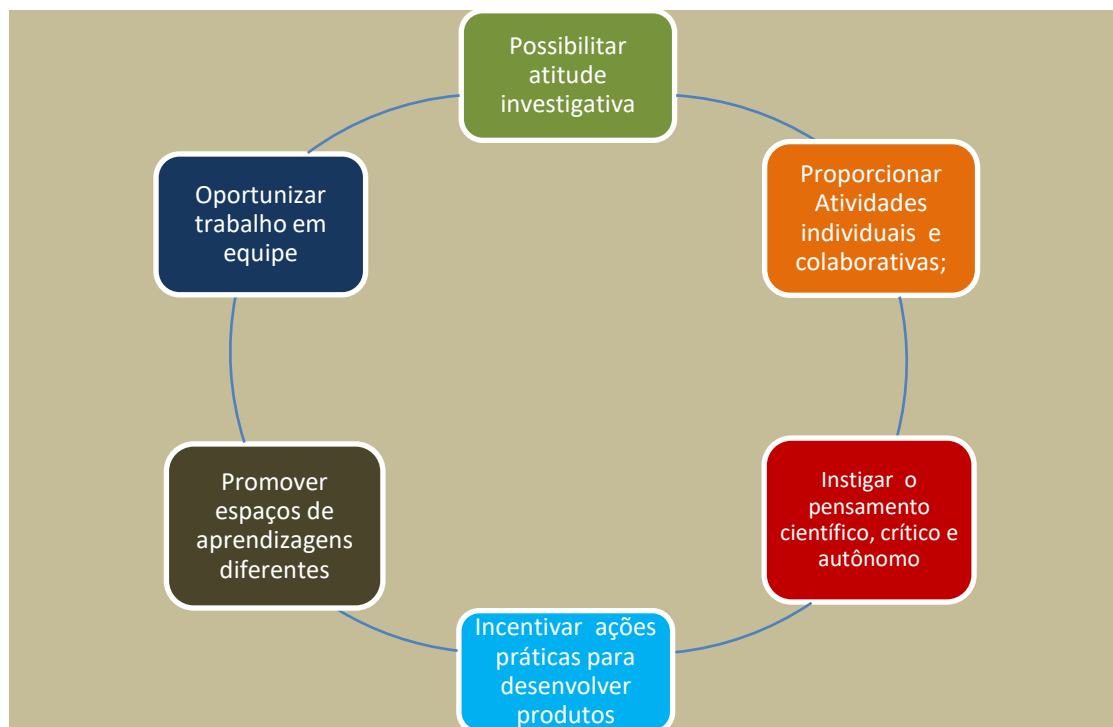 Possibilitar
atitude
investigativa
Proporcionar
Atividades
individuais e
colaborativas;
Instigar o
pensamento
científico, crítico e
autônomo
Incentivar ações
práticas para
desenvolver
produtos
Promover
espaços de
aprendizagens
diferentes
Oportunizar
trabalho em
equipe